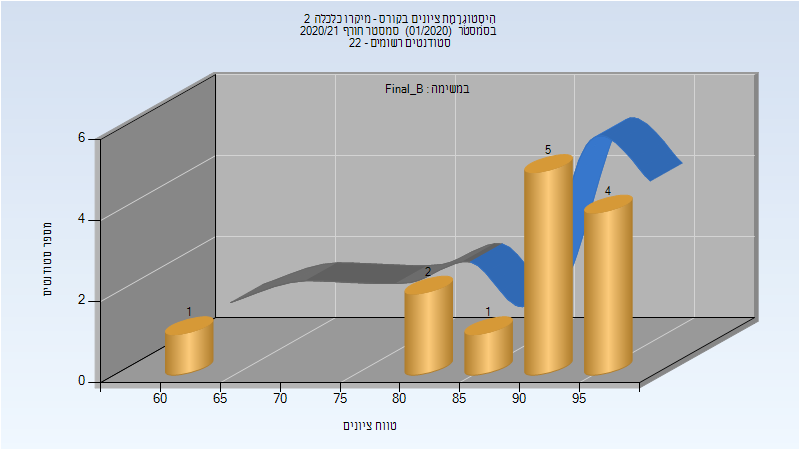 היסטוגרמת ציונים בקורס - מיקרו כלכלה 2
בסמסטר (01/2020) סמסטר חורף 2020/21
סטודנטים רשומים - 22
במשימה : Final_B
מספר סטודנטים
6
4
2
0
1
2
1
5
4
60 65 70 75 80 85 90 95
טווח ציונים